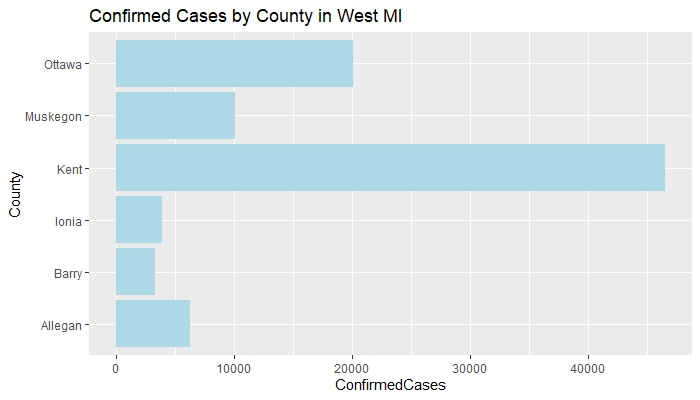 Confirmed Cases by County in West MI
County
Ottawa
Muskegon
Kent
Ionia
Barry
Allegan
0 10000 20000 30000 40000
ConfirmedCases